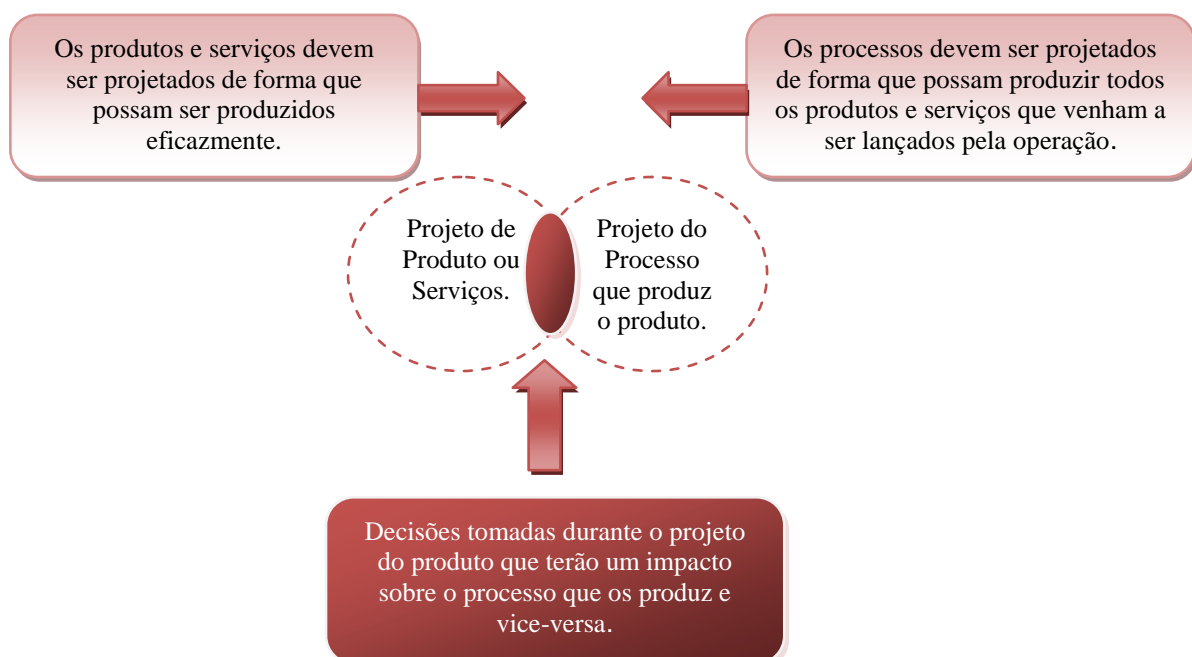 Os produtos e serviços devem
ser projetados de forma que
possam ser produzidos
eficazmente.
Os processos devem ser projetados
de forma que possam produzir todos
os produtos e serviços que venham a
ser lançados pela operação.
Projeto de
Produto ou
Serviços.
Projeto do
Processo
que produz
o produto.
Decisões tomadas durante o projeto
do produto que terão um impacto
sobre o processo que os produz e
vice-versa.